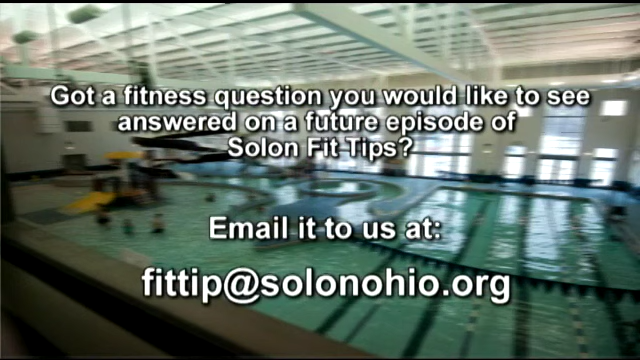 Got a fitness question you would like to see
answered on a future episode of
Solon Fit Tips?
Email it to us at:
fittip@solonohio.org